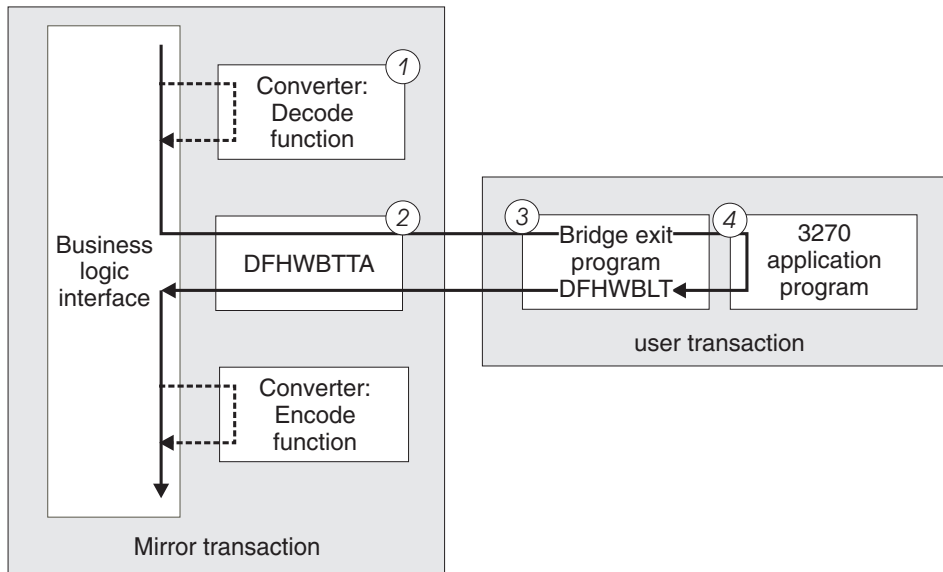 1
Converter:
Decode
function
Business
logic
interface
2
DFHWBTTA
3
Bridge exit
program
DFHWBLT
4
3270
application
program
user transaction
Converter:
Encode
function
Mirror transaction